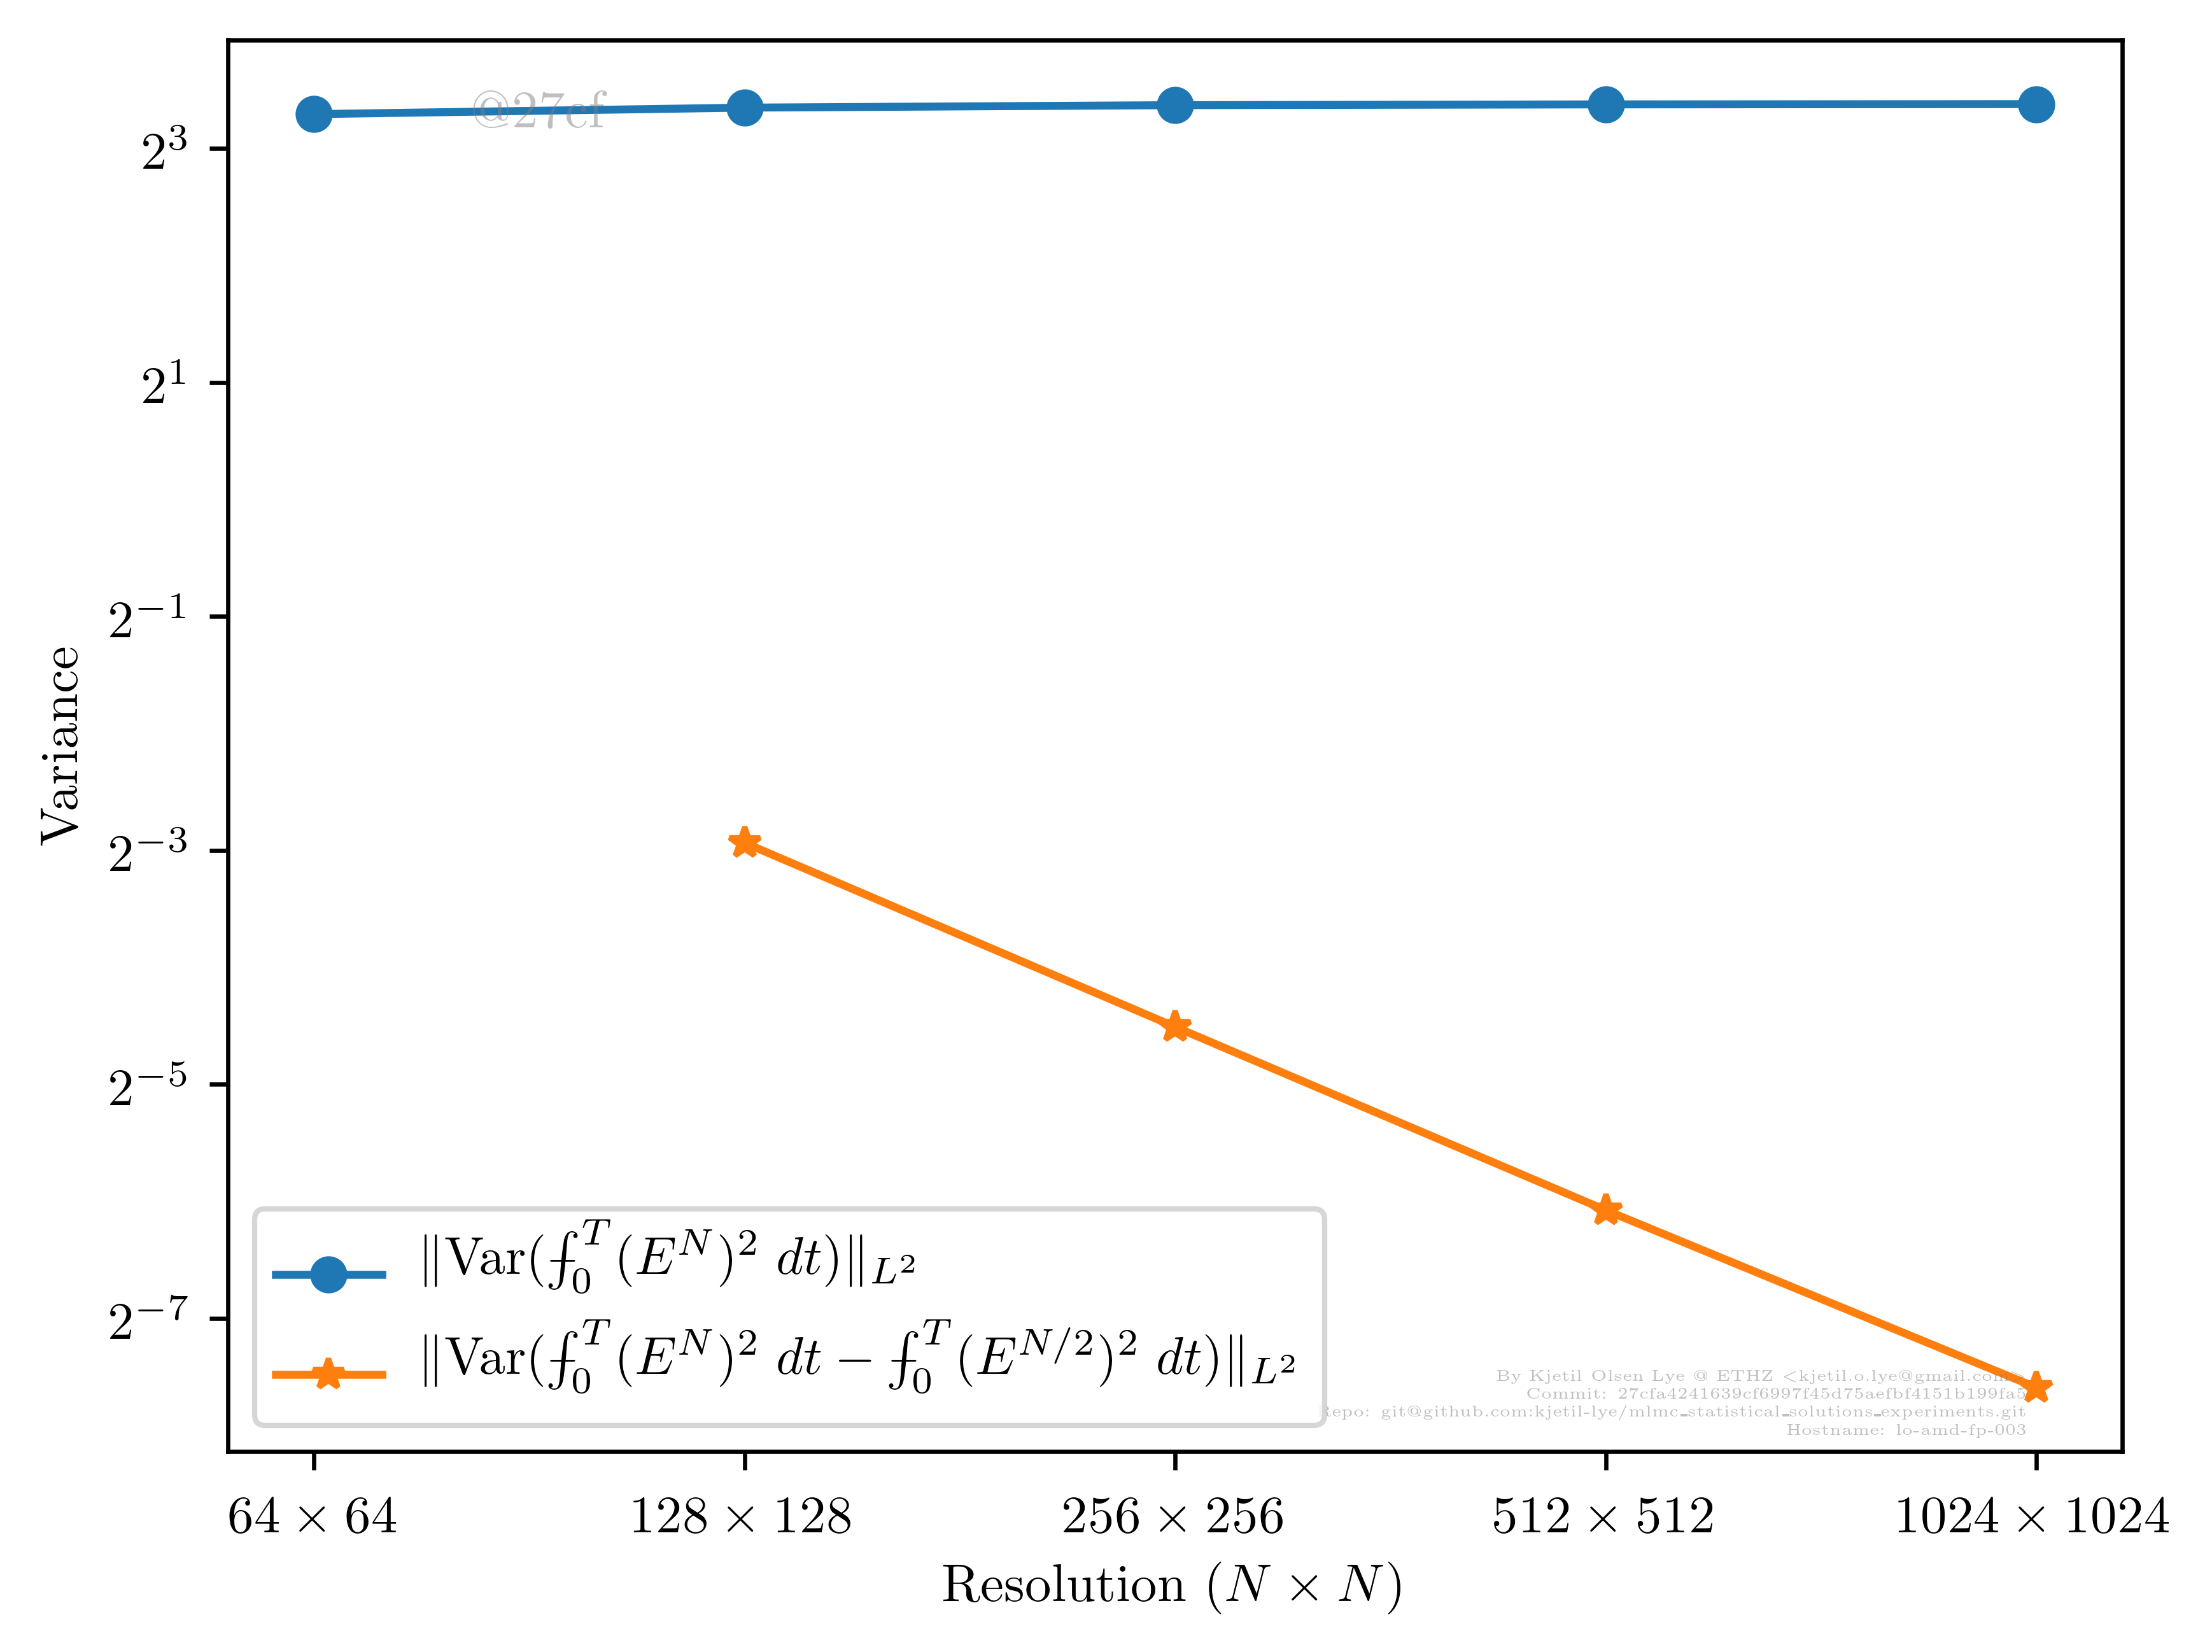 @27cf
2^3
2^1
2^{-1}
2^{-3}
2^{-5}
2^{-7}
Variance
‖Var(⨍_0^T (E^N)^2 dt)‖_{L^2}
‖Var(⨍_0^T (E^N)^2 dt − ⨍_0^T (E^{N/2})^2 dt)‖_{L^2}
By Kjetil Olsen Lye @ ETHZ <kjetil.o.lye@gmail.com>
Commit: 27cfa4241639cf6997f45d75aefbf4151b199fa5
Repo: git@github.com:kjetil-lye/mlmc_statistical_solutions_experiments.git
Hostname: lo-amd-fp-003
64 × 64 128 × 128 256 × 256 512 × 512 1024 × 1024
Resolution (N × N)